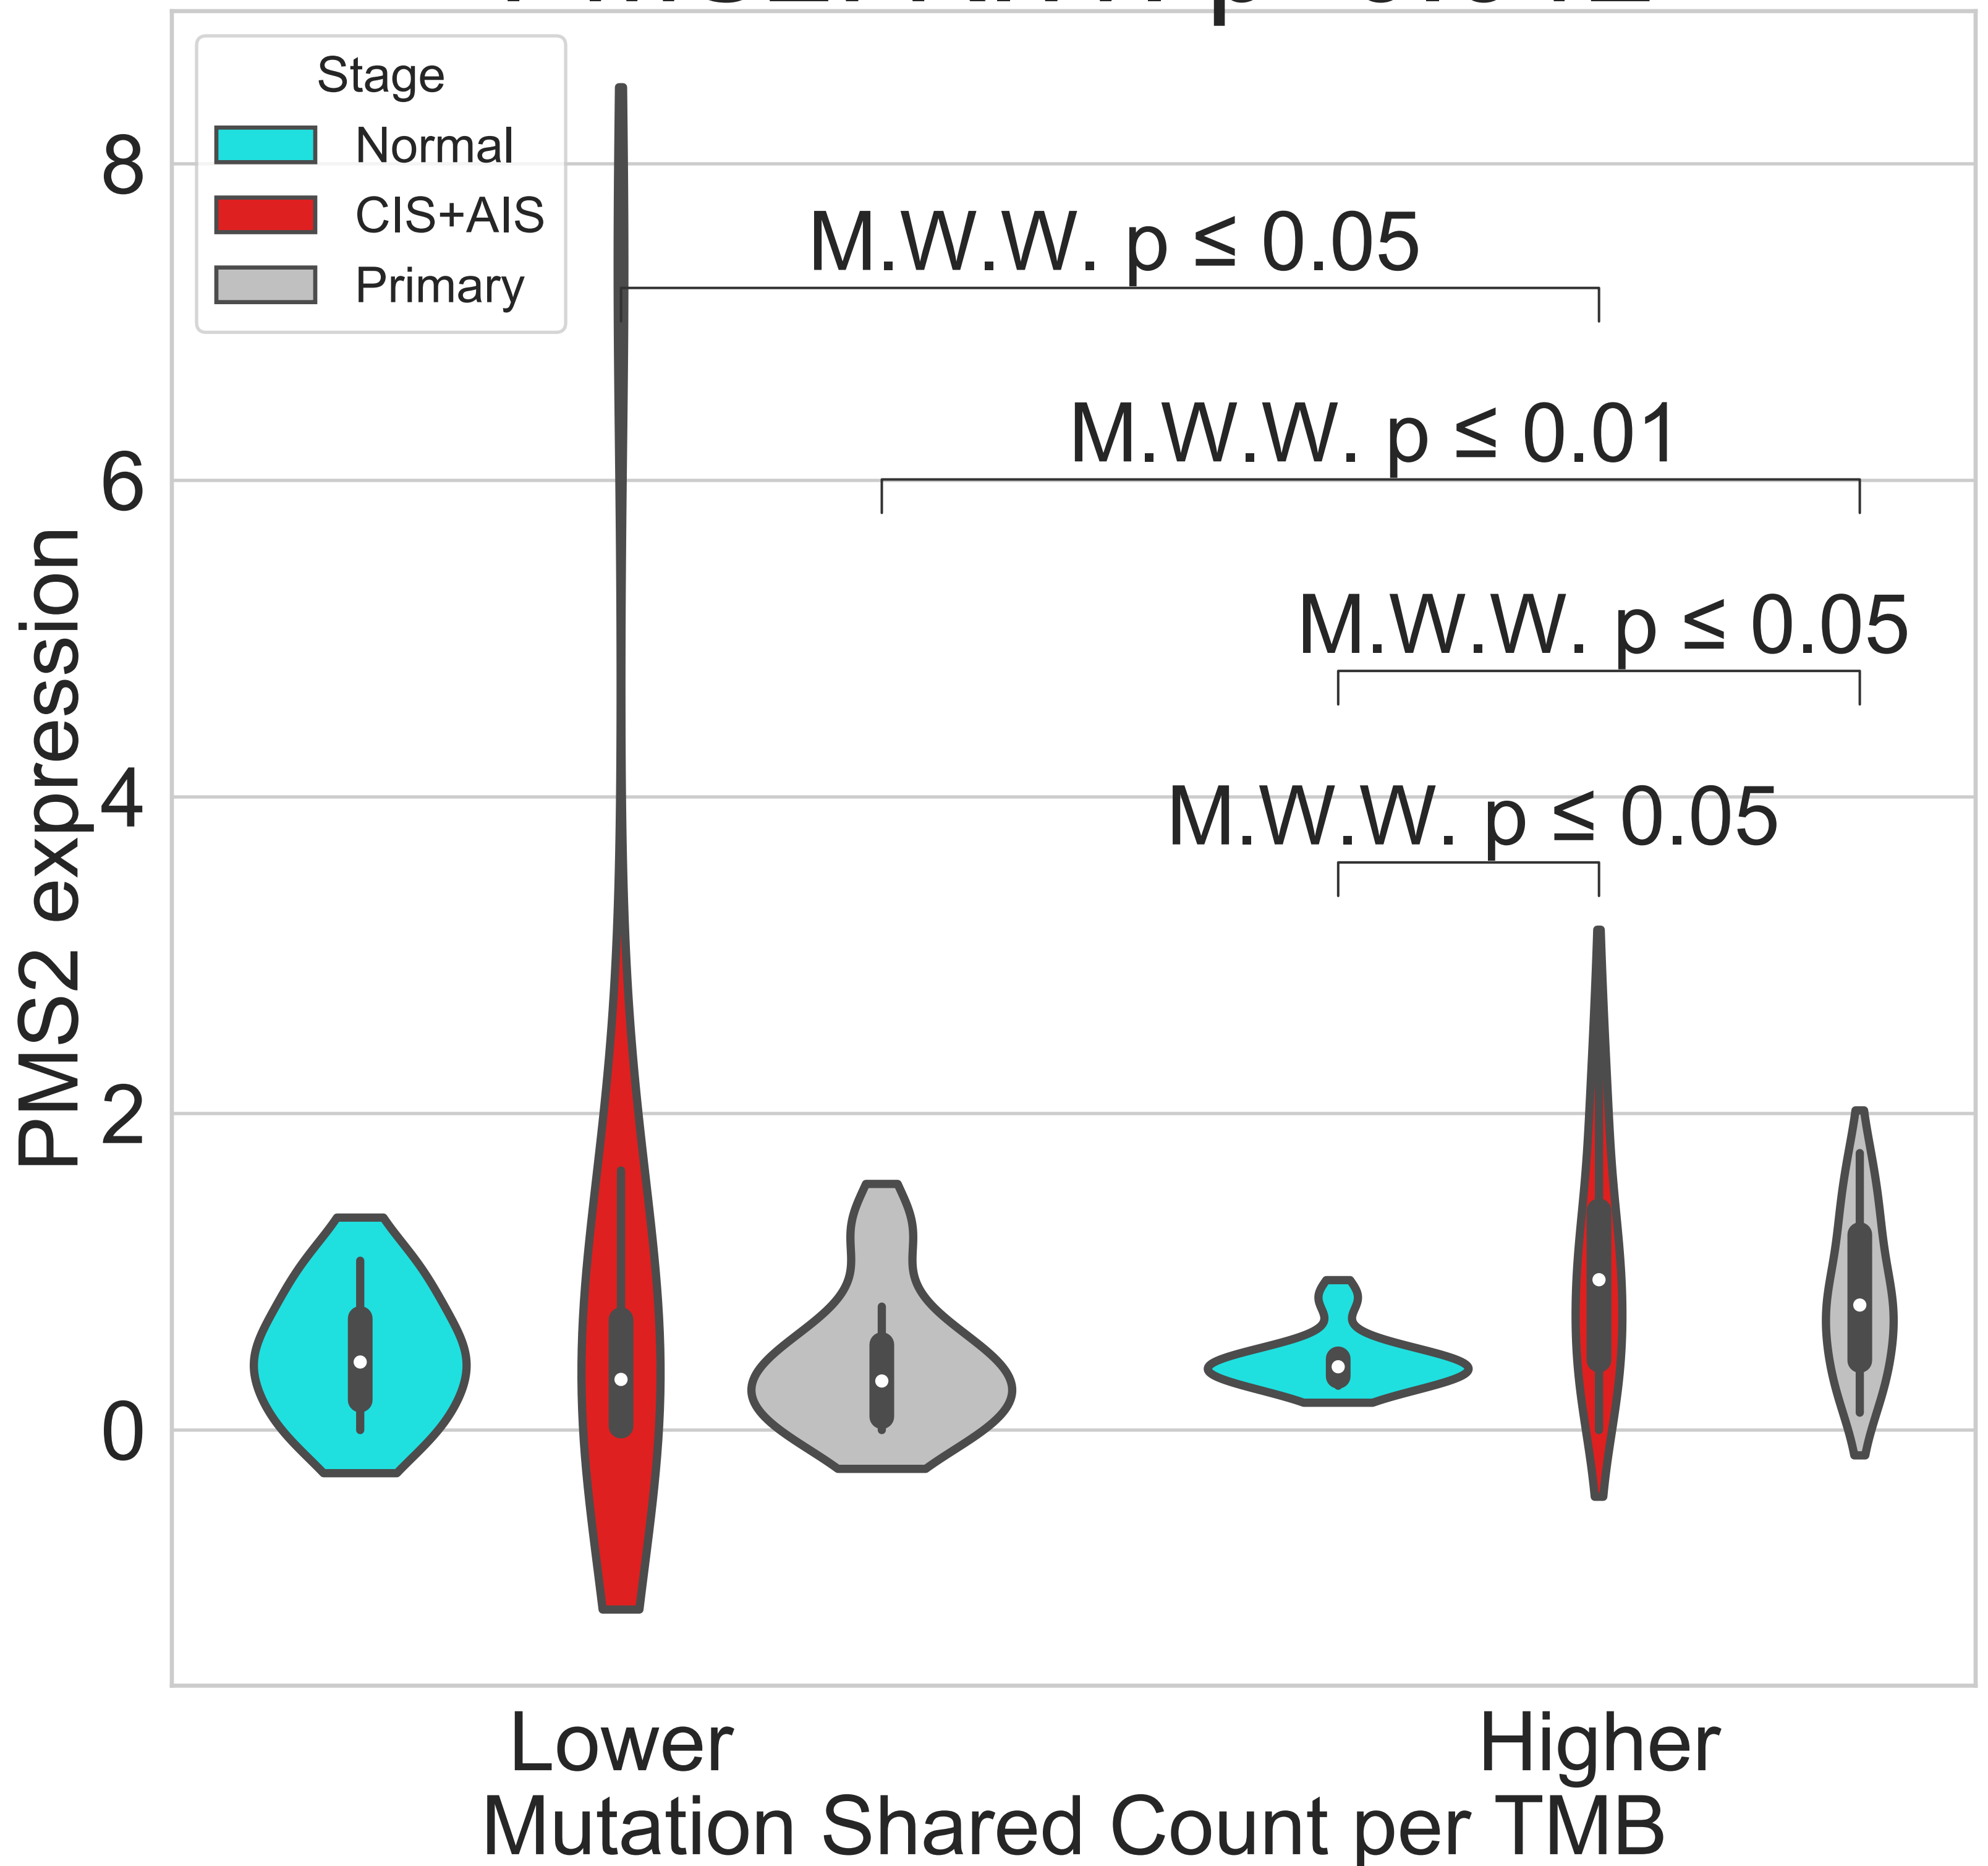 Stage
Normal
CIS+AIS
Primary
M.W.W. p ≤ 0.05
M.W.W. p ≤ 0.01
M.W.W. p ≤ 0.05
M.W.W. p ≤ 0.05
8
6
4
2
0
PMS2 expression
Lower
Higher
Mutation Shared Count per TMB